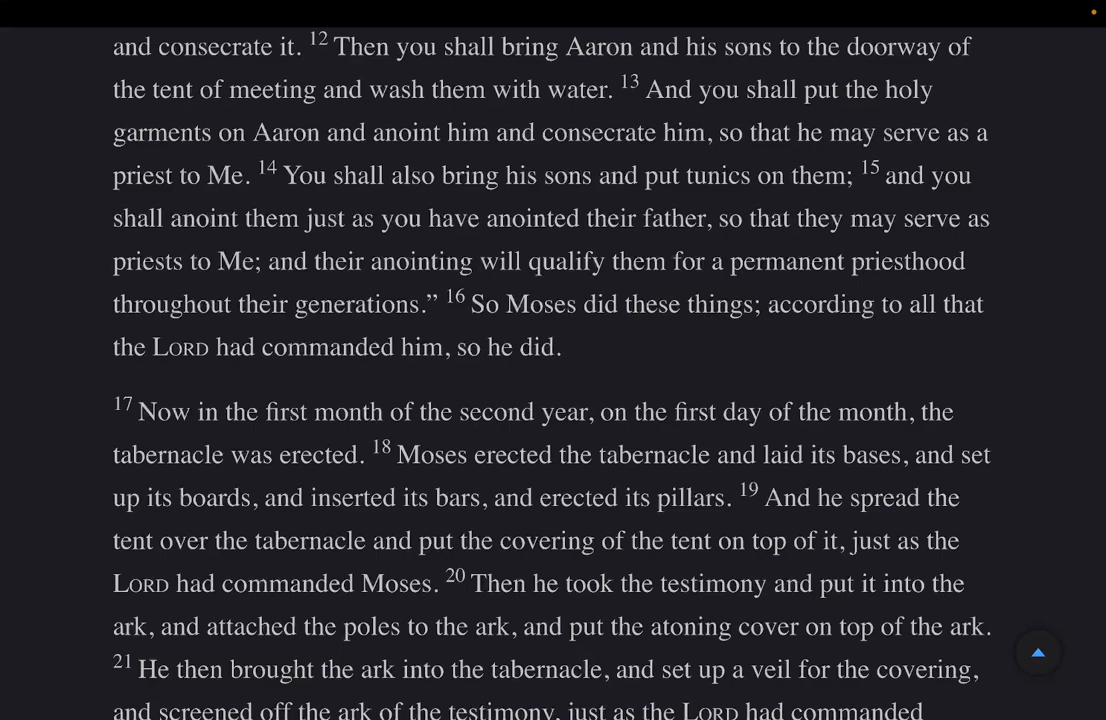 and consecrate it. 12 Then you shall bring Aaron and his sons to the doorway of
the tent of meeting and wash them with water. 13 And you shall put the holy
garments on Aaron and anoint him and consecrate him, so that he may serve as a
priest to Me. 14 You shall also bring his sons and put tunics on them; 15 and you
shall anoint them just as you have anointed their father, so that they may serve as
priests to Me; and their anointing will qualify them for a permanent priesthood
throughout their generations.” 16 So Moses did these things; according to all that
the LORD had commanded him, so he did.
17 Now in the first month of the second year, on the first day of the month, the
tabernacle was erected. 18 Moses erected the tabernacle and laid its bases, and set
up its boards, and inserted its bars, and erected its pillars. 19 And he spread the
tent over the tabernacle and put the covering of the tent on top of it, just as the
LORD had commanded Moses. 20 Then he took the testimony and put it into the
ark, and attached the poles to the ark, and put the atoning cover on top of the ark.
21 He then brought the ark into the tabernacle, and set up a veil for the covering,
and screened off the ark of the testimony, just as the LORD had commanded